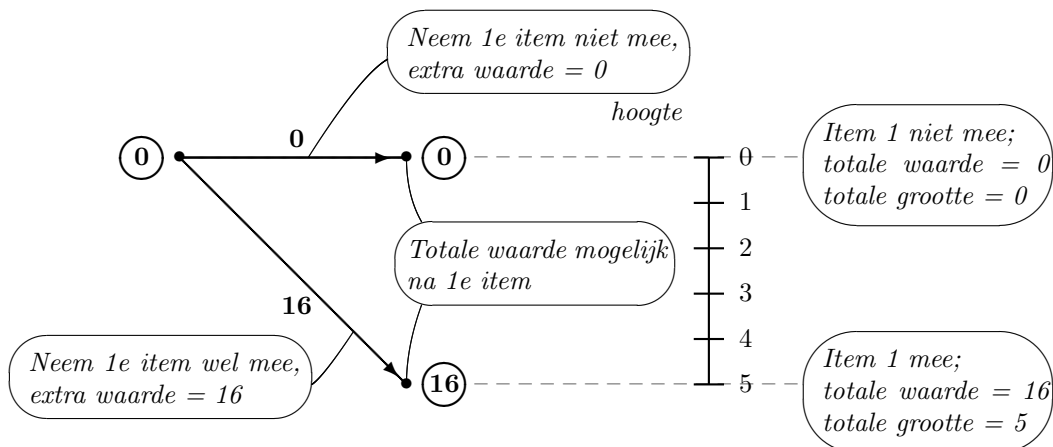 Neem 1e item niet mee,
extra waarde = 0
hoogte
0
0
0
0
Item 1 niet mee;
totale waarde = 0
totale grootte = 0
1
2
3
4
5
Totale waarde mogelijk
na 1e item
16
Neem 1e item wel mee,
extra waarde = 16
16
Item 1 mee;
totale waarde = 16
totale grootte = 5